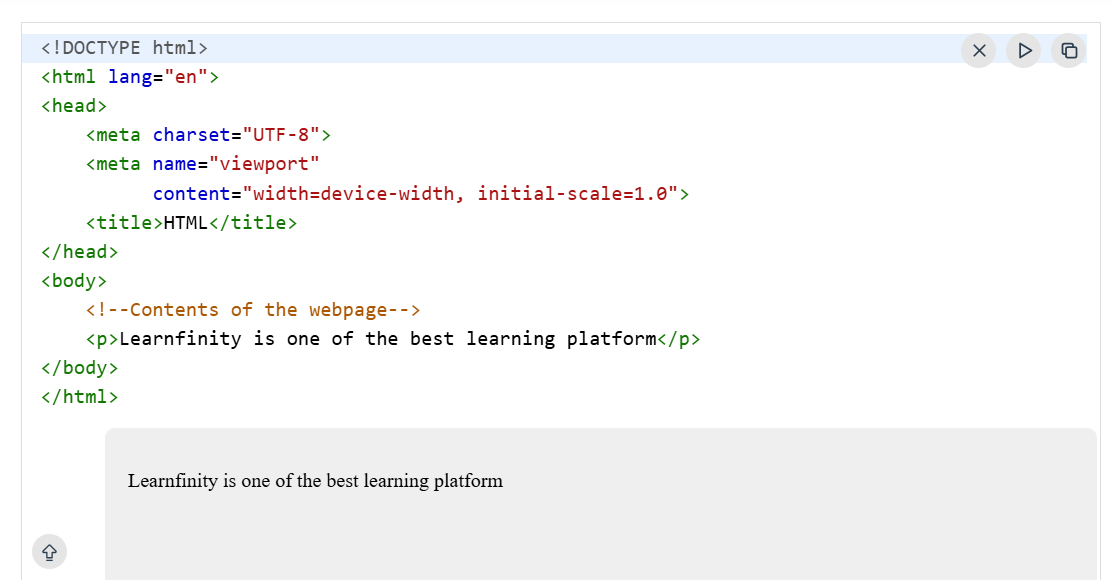 <!DOCTYPE html>
<html lang="en">
<head>
    <meta charset="UTF-8">
    <meta name="viewport"
          content="width=device-width, initial-scale=1.0">
    <title>HTML</title>
</head>
<body>
    <!--Contents of the webpage-->
    <p>Learnfinity is one of the best learning platform</p>
</body>
</html>
Learnfinity is one of the best learning platform